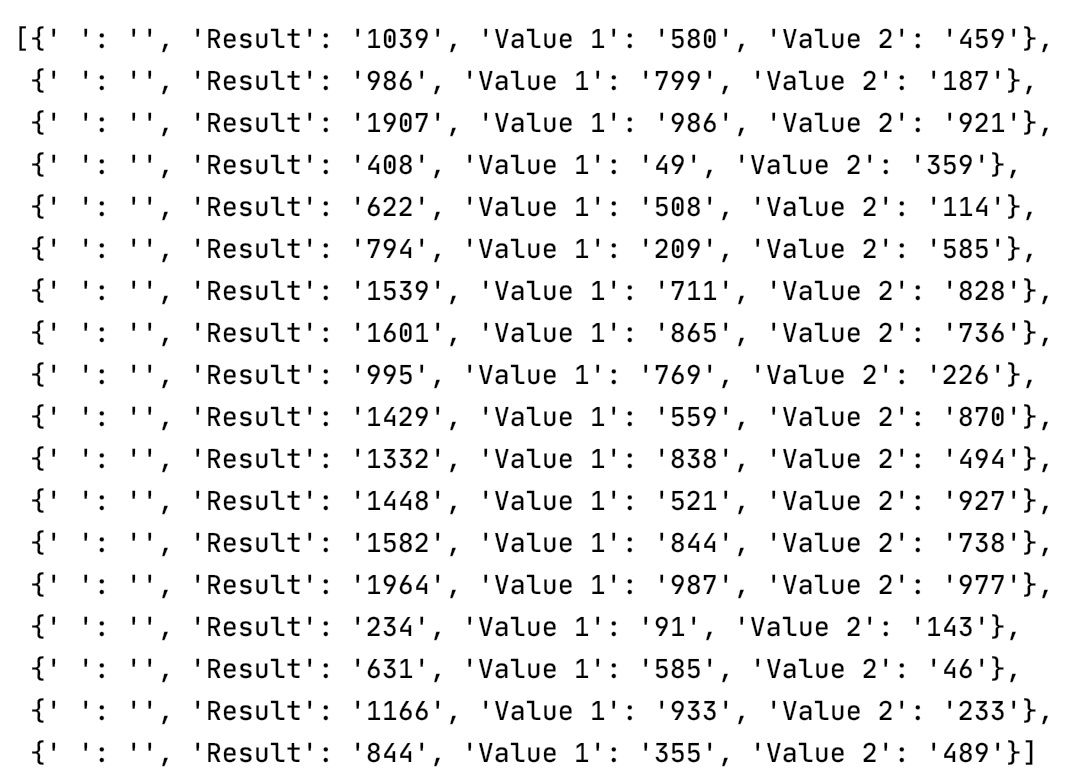 [{' ': '', 'Result': '1039', 'Value 1': '580', 'Value 2': '459'},
{' ': '', 'Result': '986', 'Value 1': '799', 'Value 2': '187'},
{' ': '', 'Result': '1907', 'Value 1': '986', 'Value 2': '921'},
{' ': '', 'Result': '408', 'Value 1': '49', 'Value 2': '359'},
{' ': '', 'Result': '622', 'Value 1': '508', 'Value 2': '114'},
{' ': '', 'Result': '794', 'Value 1': '209', 'Value 2': '585'},
{' ': '', 'Result': '1539', 'Value 1': '711', 'Value 2': '828'},
{' ': '', 'Result': '1601', 'Value 1': '865', 'Value 2': '736'},
{' ': '', 'Result': '995', 'Value 1': '769', 'Value 2': '226'},
{' ': '', 'Result': '1429', 'Value 1': '559', 'Value 2': '870'},
{' ': '', 'Result': '1332', 'Value 1': '838', 'Value 2': '494'},
{' ': '', 'Result': '1448', 'Value 1': '521', 'Value 2': '927'},
{' ': '', 'Result': '1582', 'Value 1': '844', 'Value 2': '738'},
{' ': '', 'Result': '1964', 'Value 1': '987', 'Value 2': '977'},
{' ': '', 'Result': '234', 'Value 1': '91', 'Value 2': '143'},
{' ': '', 'Result': '631', 'Value 1': '585', 'Value 2': '46'},
{' ': '', 'Result': '1166', 'Value 1': '933', 'Value 2': '233'},
{' ': '', 'Result': '844', 'Value 1': '355', 'Value 2': '489'}]